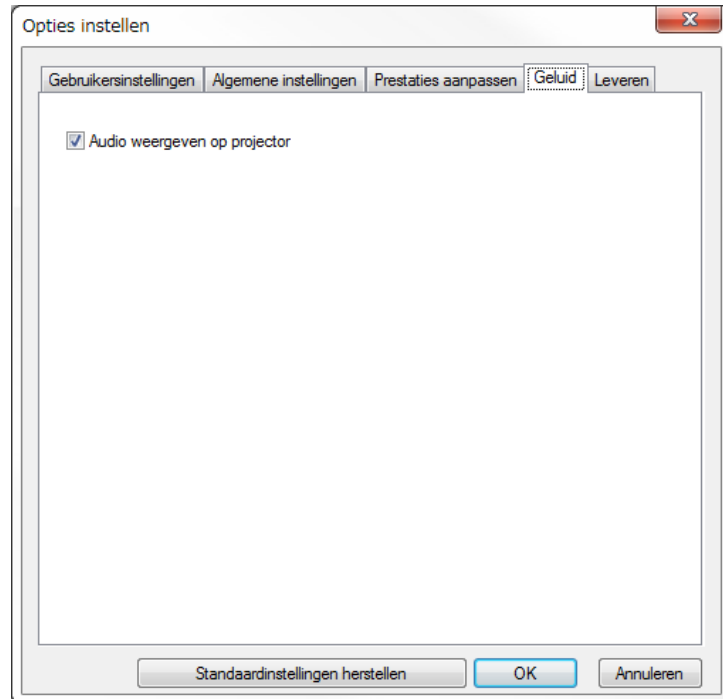 Opties instellen
Gebruikersinstellingen Algemene instellingen Prestaties aanpassen Geluid Leveren
Audio weergeven op projector
Standaardinstellingen herstellen OK Annuleren